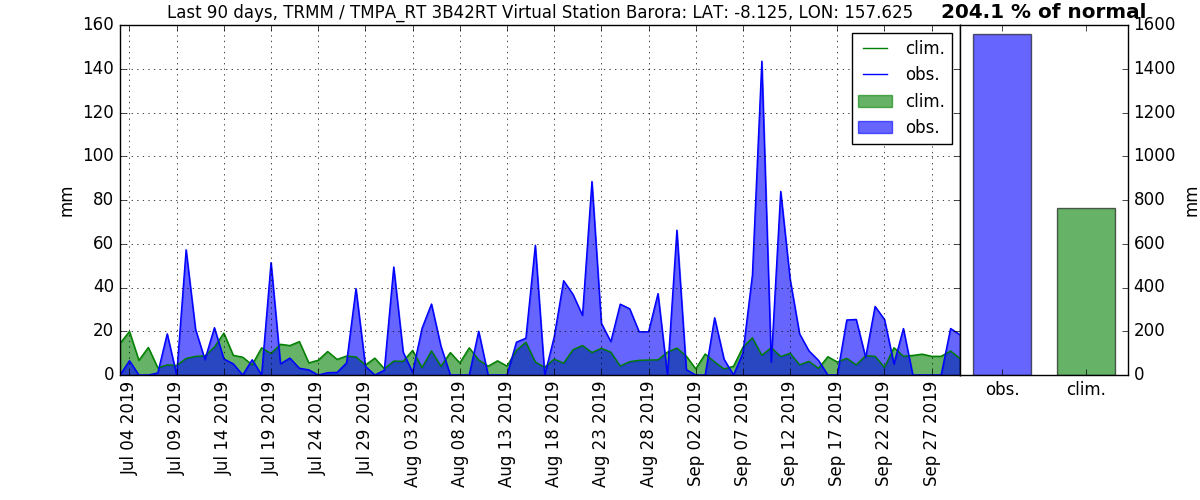 Last 90 days, TRMM / TMPA_RT 3B42RT Virtual Station Barora: LAT: -8.125, LON: 157.625
204.1 % of normal
160
140
120
100
80
60
40
20
0
mm
clim.
obs.
clim.
obs.
1600
1400
1200
1000
800
600
400
200
0
mm
Jul 04 2019
Jul 09 2019
Jul 14 2019
Jul 19 2019
Jul 24 2019
Jul 29 2019
Aug 03 2019
Aug 08 2019
Aug 13 2019
Aug 18 2019
Aug 23 2019
Aug 28 2019
Sep 02 2019
Sep 07 2019
Sep 12 2019
Sep 17 2019
Sep 22 2019
Sep 27 2019
obs.
clim.